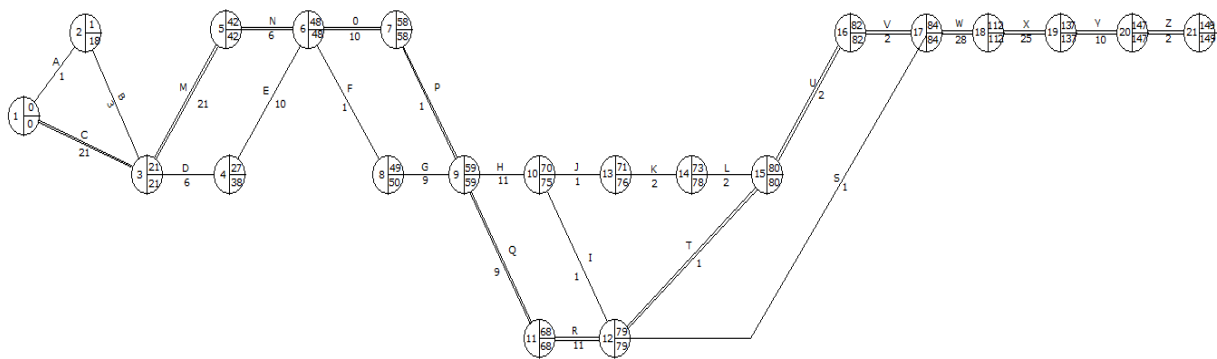 1 0 0
A 1
2 1 18
B 3
C 21
3 21 21
M 21
D 6
4 27 38
5 42 42
N 6
E 10
6 48 48
O 10
F 1
7 58 58
P 1
8 49 50
G 9
9 59 59
H 11
Q 9
10 70 75
J 1
I 1
11 68 68
R 11
12 79 79
13 71 76
K 2
14 73 78
L 2
T 1
15 80 80
U 2
S 1
16 82 82
V 2
17 84 84
W 28
18 112 112
X 25
19 137 137
Y 10
20 147 147
Z 2
21 149 149